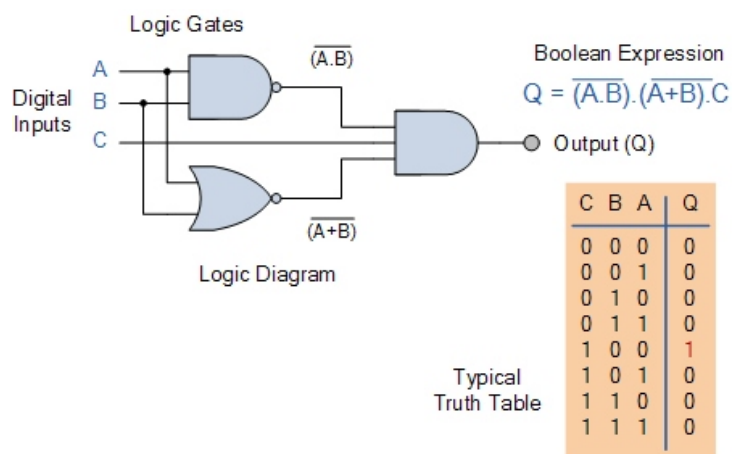 Logic Gates
Digital Inputs
A
B
C
(A̅.̅B̅)
(A̅+̅B̅)
Logic Diagram
Boolean Expression
Q = (A̅.̅B̅).(A̅+̅B̅).C
Output (Q)
C B A Q
0 0 0 0
0 0 1 0
0 1 0 0
0 1 1 0
1 0 0 1
1 0 1 0
1 1 0 0
1 1 1 0
Typical
Truth Table